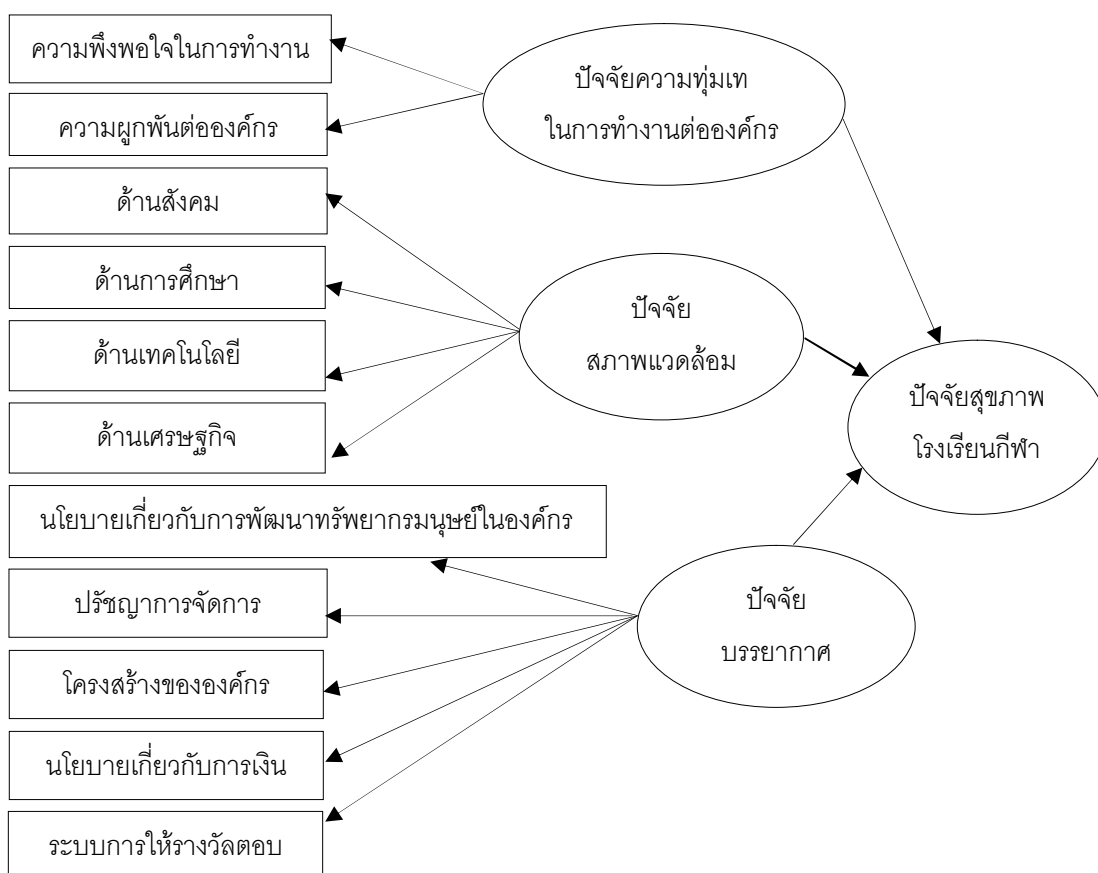 ความพึงพอใจในการทำงาน
ความผูกพันต่อองค์กร
ด้านสังคม
ด้านการศึกษา
ด้านเทคโนโลยี
ด้านเศรษฐกิจ
นโยบายเกี่ยวกับการพัฒนาทรัพยากรมนุษย์ในองค์กร
ปรัชญาการจัดการ
โครงสร้างขององค์กร
นโยบายเกี่ยวกับการเงิน
ระบบการให้รางวัลตอบ
ปัจจัยความทุ่มเท
ในการทำงานต่อองค์กร
ปัจจัย
สภาพแวดล้อม
ปัจจัย
บรรยากาศ
ปัจจัยสุขภาพ
โรงเรียนกีฬา